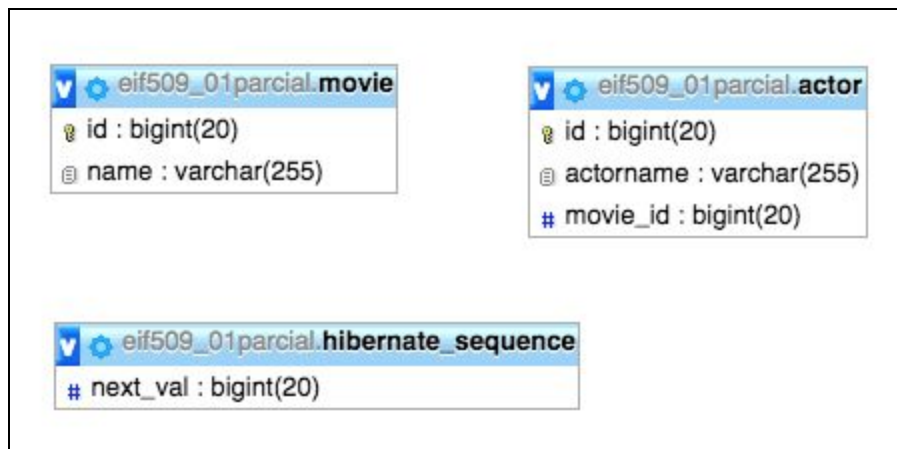 v eif509_01parcial.movie
id : bigint(20)
name : varchar(255)
v eif509_01parcial.actor
id : bigint(20)
actorname : varchar(255)
# movie_id : bigint(20)
v eif509_01parcial.hibernate_sequence
# next_val : bigint(20)